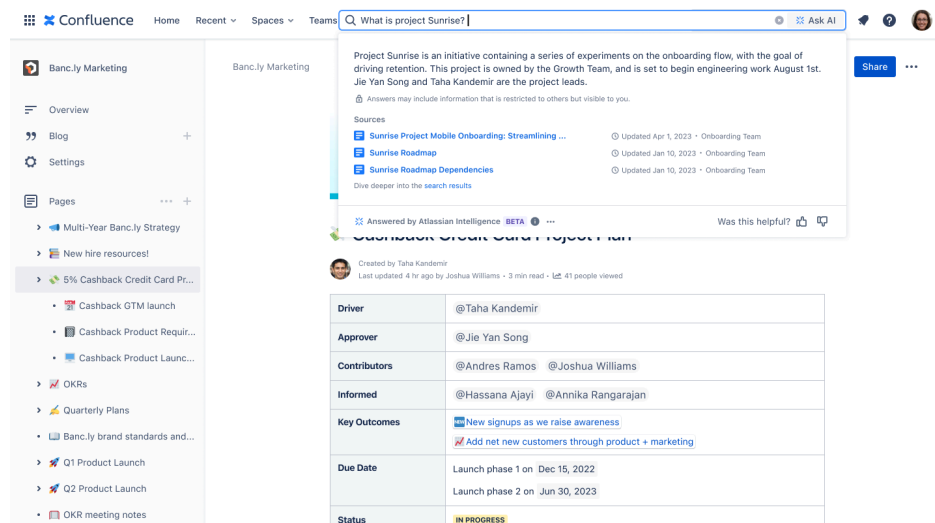 Confluence Home Recent Spaces Teams What is project Sunrise? Ask AI
Banc.ly Marketing
Overview
Blog
Settings
Pages
Multi-Year Banc.ly Strategy
New hire resources!
5% Cashback Credit Card Pr...
Cashback GTM launch
Cashback Product Requir...
Cashback Product Launc...
OKRs
Quarterly Plans
Banc.ly brand standards and...
Q1 Product Launch
Q2 Product Launch
OKR meeting notes
Banc.ly Marketing
Share
Project Sunrise is an initiative containing a series of experiments on the onboarding flow, with the goal of
driving retention. This project is owned by the Growth Team, and is set to begin engineering work August 1st.
Jie Yan Song and Taha Kandemir are the project leads.
Answers may include information that is restricted to others but visible to you.
Sources
Sunrise Project Mobile Onboarding: Streamlining ... Updated Apr 1, 2023 • Onboarding Team
Sunrise Roadmap Updated Jan 10, 2023 • Onboarding Team
Sunrise Roadmap Dependencies Updated Jan 10, 2023 • Onboarding Team
Dive deeper into the search results
Answered by Atlassian Intelligence BETA Was this helpful?
Cashback Credit Card Project Plan
Created by Taha Kandemir
Last updated 4 hr ago by Joshua Williams • 3 min read • 41 people viewed
Driver @Taha Kandemir
Approver @Jie Yan Song
Contributors @Andres Ramos @Joshua Williams
Informed @Hassana Ajayi @Annika Rangarajan
Key Outcomes New signups as we raise awareness
Add net new customers through product + marketing
Due Date Launch phase 1 on Dec 15, 2022
Launch phase 2 on Jun 30, 2023
Status IN PROGRESS